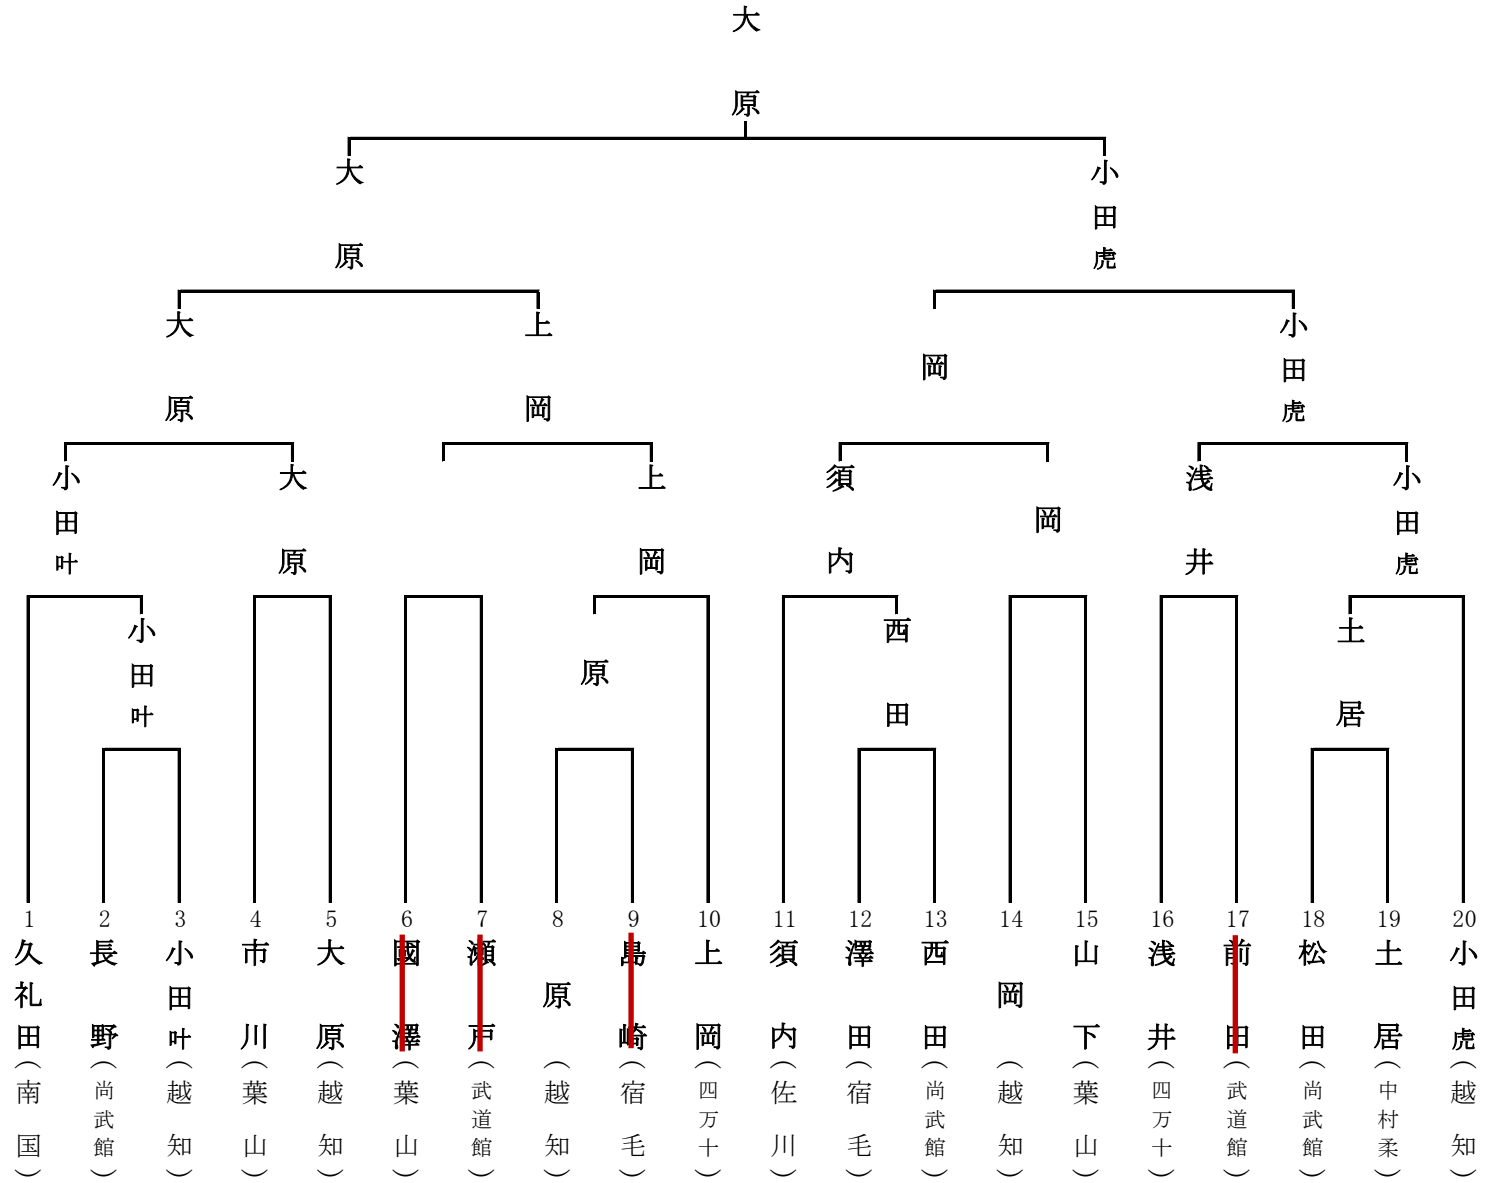 大原
大原
小田虎
大原
上岡
岡
小田虎
小田叶
大原
上岡
須内
岡
浅井
小田虎
小田叶
原
西田
土居
1 久礼田（南国）
2 長野（尚武館）
3 小田叶（越知）
4 市川（葉山）
5 大原（越知）
6 國澤（葉山）
7 瀬戸（武道館）
8 原（越知）
9 島崎（宿毛）
10 上岡（四万十）
11 須内（佐川）
12 澤田（宿毛）
13 西田（尚武館）
14 岡（越知）
15 山下（葉山）
16 浅井（四万十）
17 前田（武道館）
18 松田（尚武館）
19 土居（中村柔）
20 小田虎（越知）